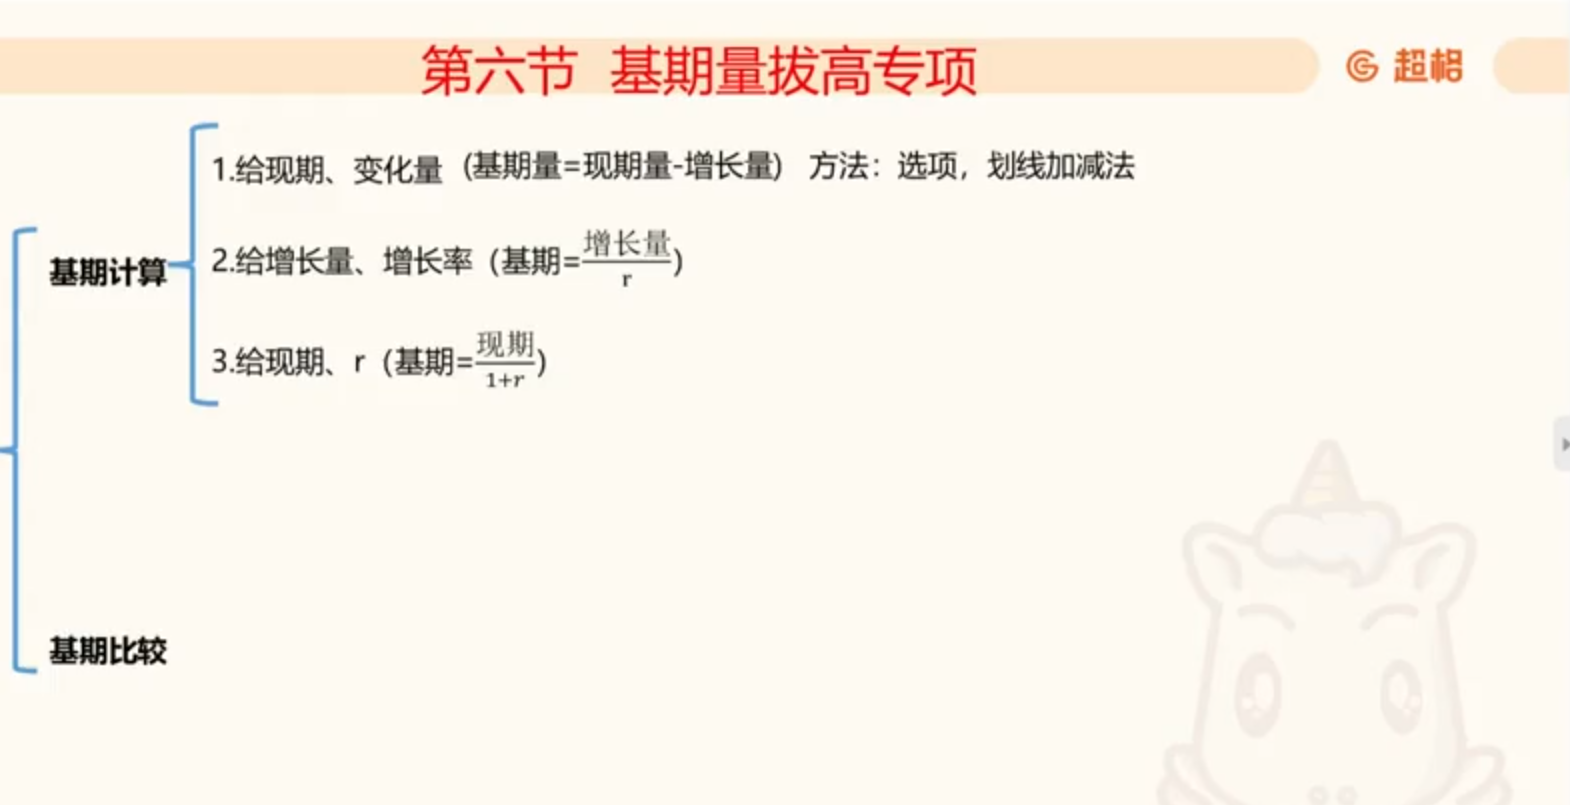 第六节 基期量拔高专项
超格
1.给现期、变化量 (基期量=现期量-增长量) 方法：选项，划线加减法
基期计算
2.给增长量、增长率（基期=增长量/r）
3.给现期、r（基期=现期/1+r）
基期比较